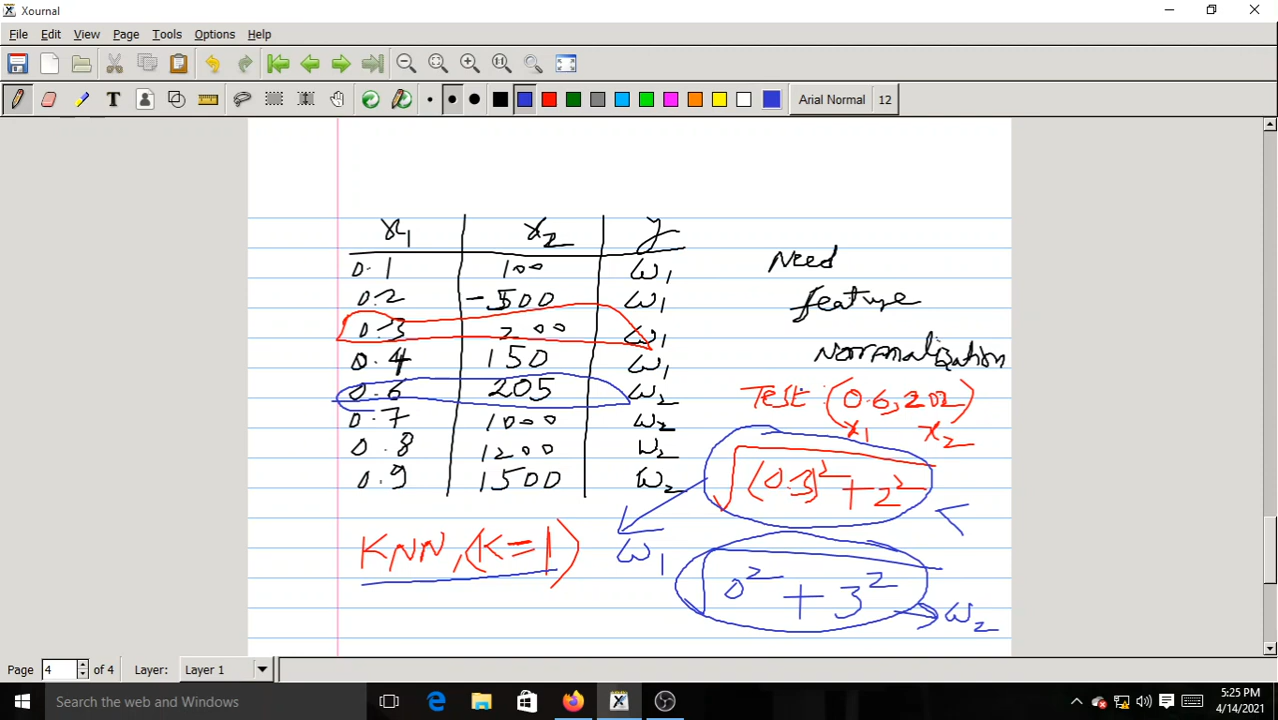 Xournal
File Edit View Page Tools Options Help
Arial Normal 12
x₁ x₂ y
0.1 100 ω₁
0.2 -500 ω₁
0.3 200 ω₁
0.4 150 ω₁
0.6 205 ω₂
0.7 1000 ω₂
0.8 1200 ω₂
0.9 1500 ω₂
Need
feature
Normalization
TEST (0.6, 202)
x₁ x₂
√(0.3)² + 2²
<
KNN, (K=1)
ω₁
√0² + 3² → ω₂
Page 4 of 4 Layer: Layer 1
Search the web and Windows
5:25 PM
4/14/2021